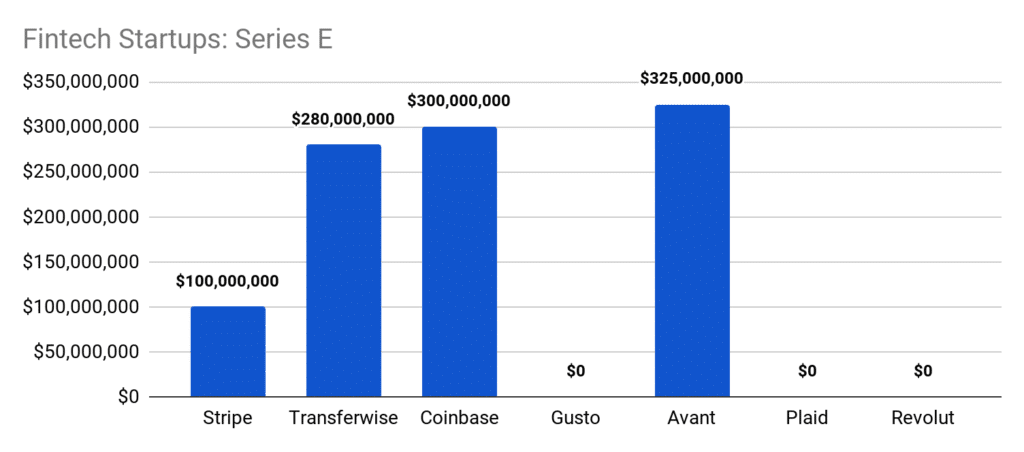 Fintech Startups: Series E
$350,000,000
$300,000,000
$250,000,000
$200,000,000
$150,000,000
$100,000,000
$50,000,000
$0
$100,000,000
$280,000,000
$300,000,000
$0
$325,000,000
$0
$0
Stripe
Transferwise
Coinbase
Gusto
Avant
Plaid
Revolut